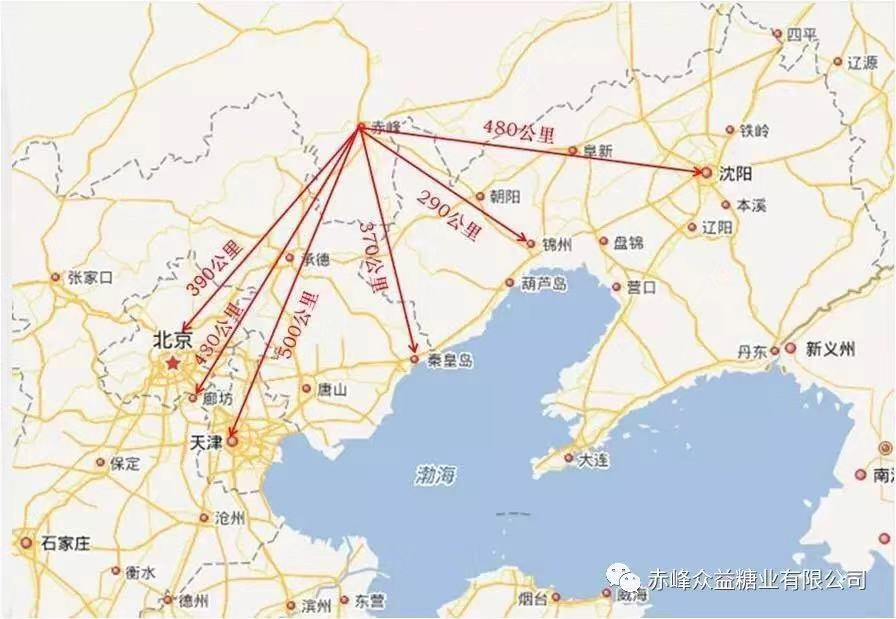 四平
辽源
赤峰
480公里
铁岭
阜新
沈阳
朝阳
290公里
本溪
370公里
辽阳
锦州
盘锦
390公里
承德
张家口
葫芦岛
营口
430公里
500公里
北京
新义州
丹东
秦皇岛
唐山
廊坊
天津
保定
大连
渤海
沧州
石家庄
衡水
赤峰众益糖业有限公司
德州
滨州
东营
烟台
威海